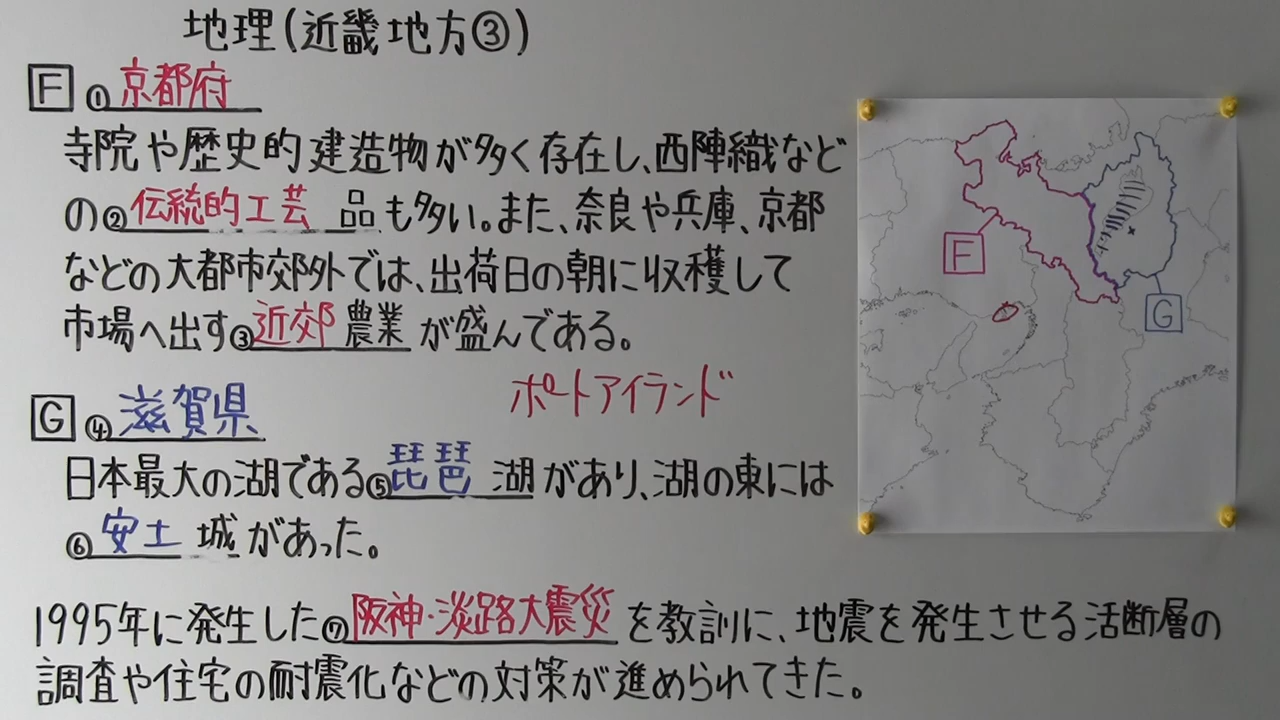 地理(近畿地方③)
F ①京都府
寺院や歴史的建造物が多く存在し、西陣織など
の②伝統的工芸品も多い。また、奈良や兵庫、京都
などの大都市郊外では、出荷日の朝に収穫して
市場へ出す③近郊農業が盛んである。
ポートアイランド
G ④滋賀県
日本最大の湖である⑤琵琶湖があり、湖の東には
⑥安土城があった。
1995年に発生した⑦阪神・淡路大震災を教訓に、地震を発生させる活断層の
調査や住宅の耐震化などの対策が進められてきた。
F
G